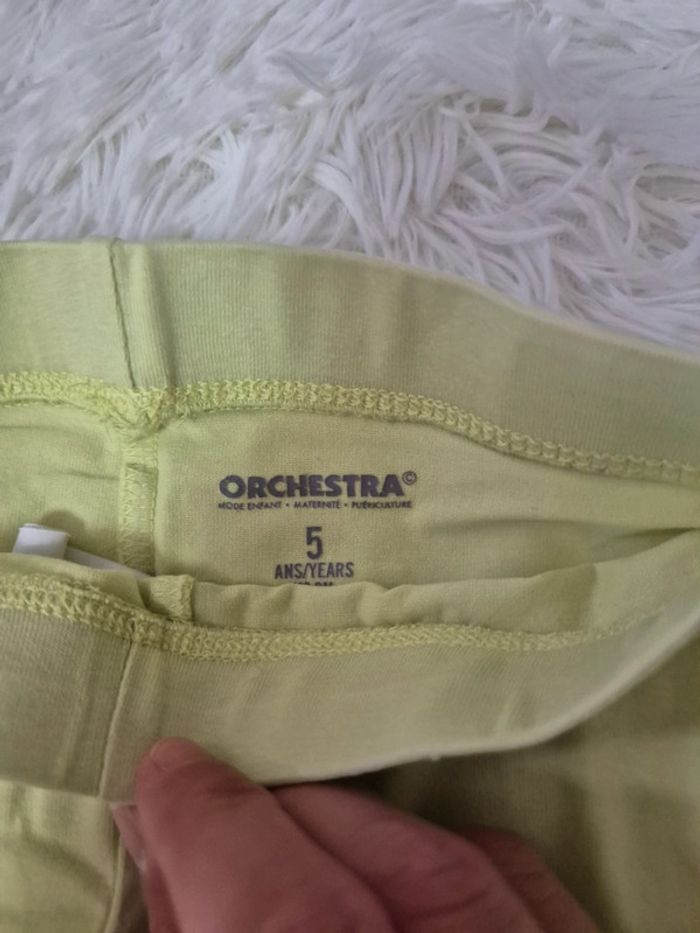 ORCHESTRA©
MODE ENFANT • MATERNITÉ • PUÉRICULTURE
5
ANS/YEARS